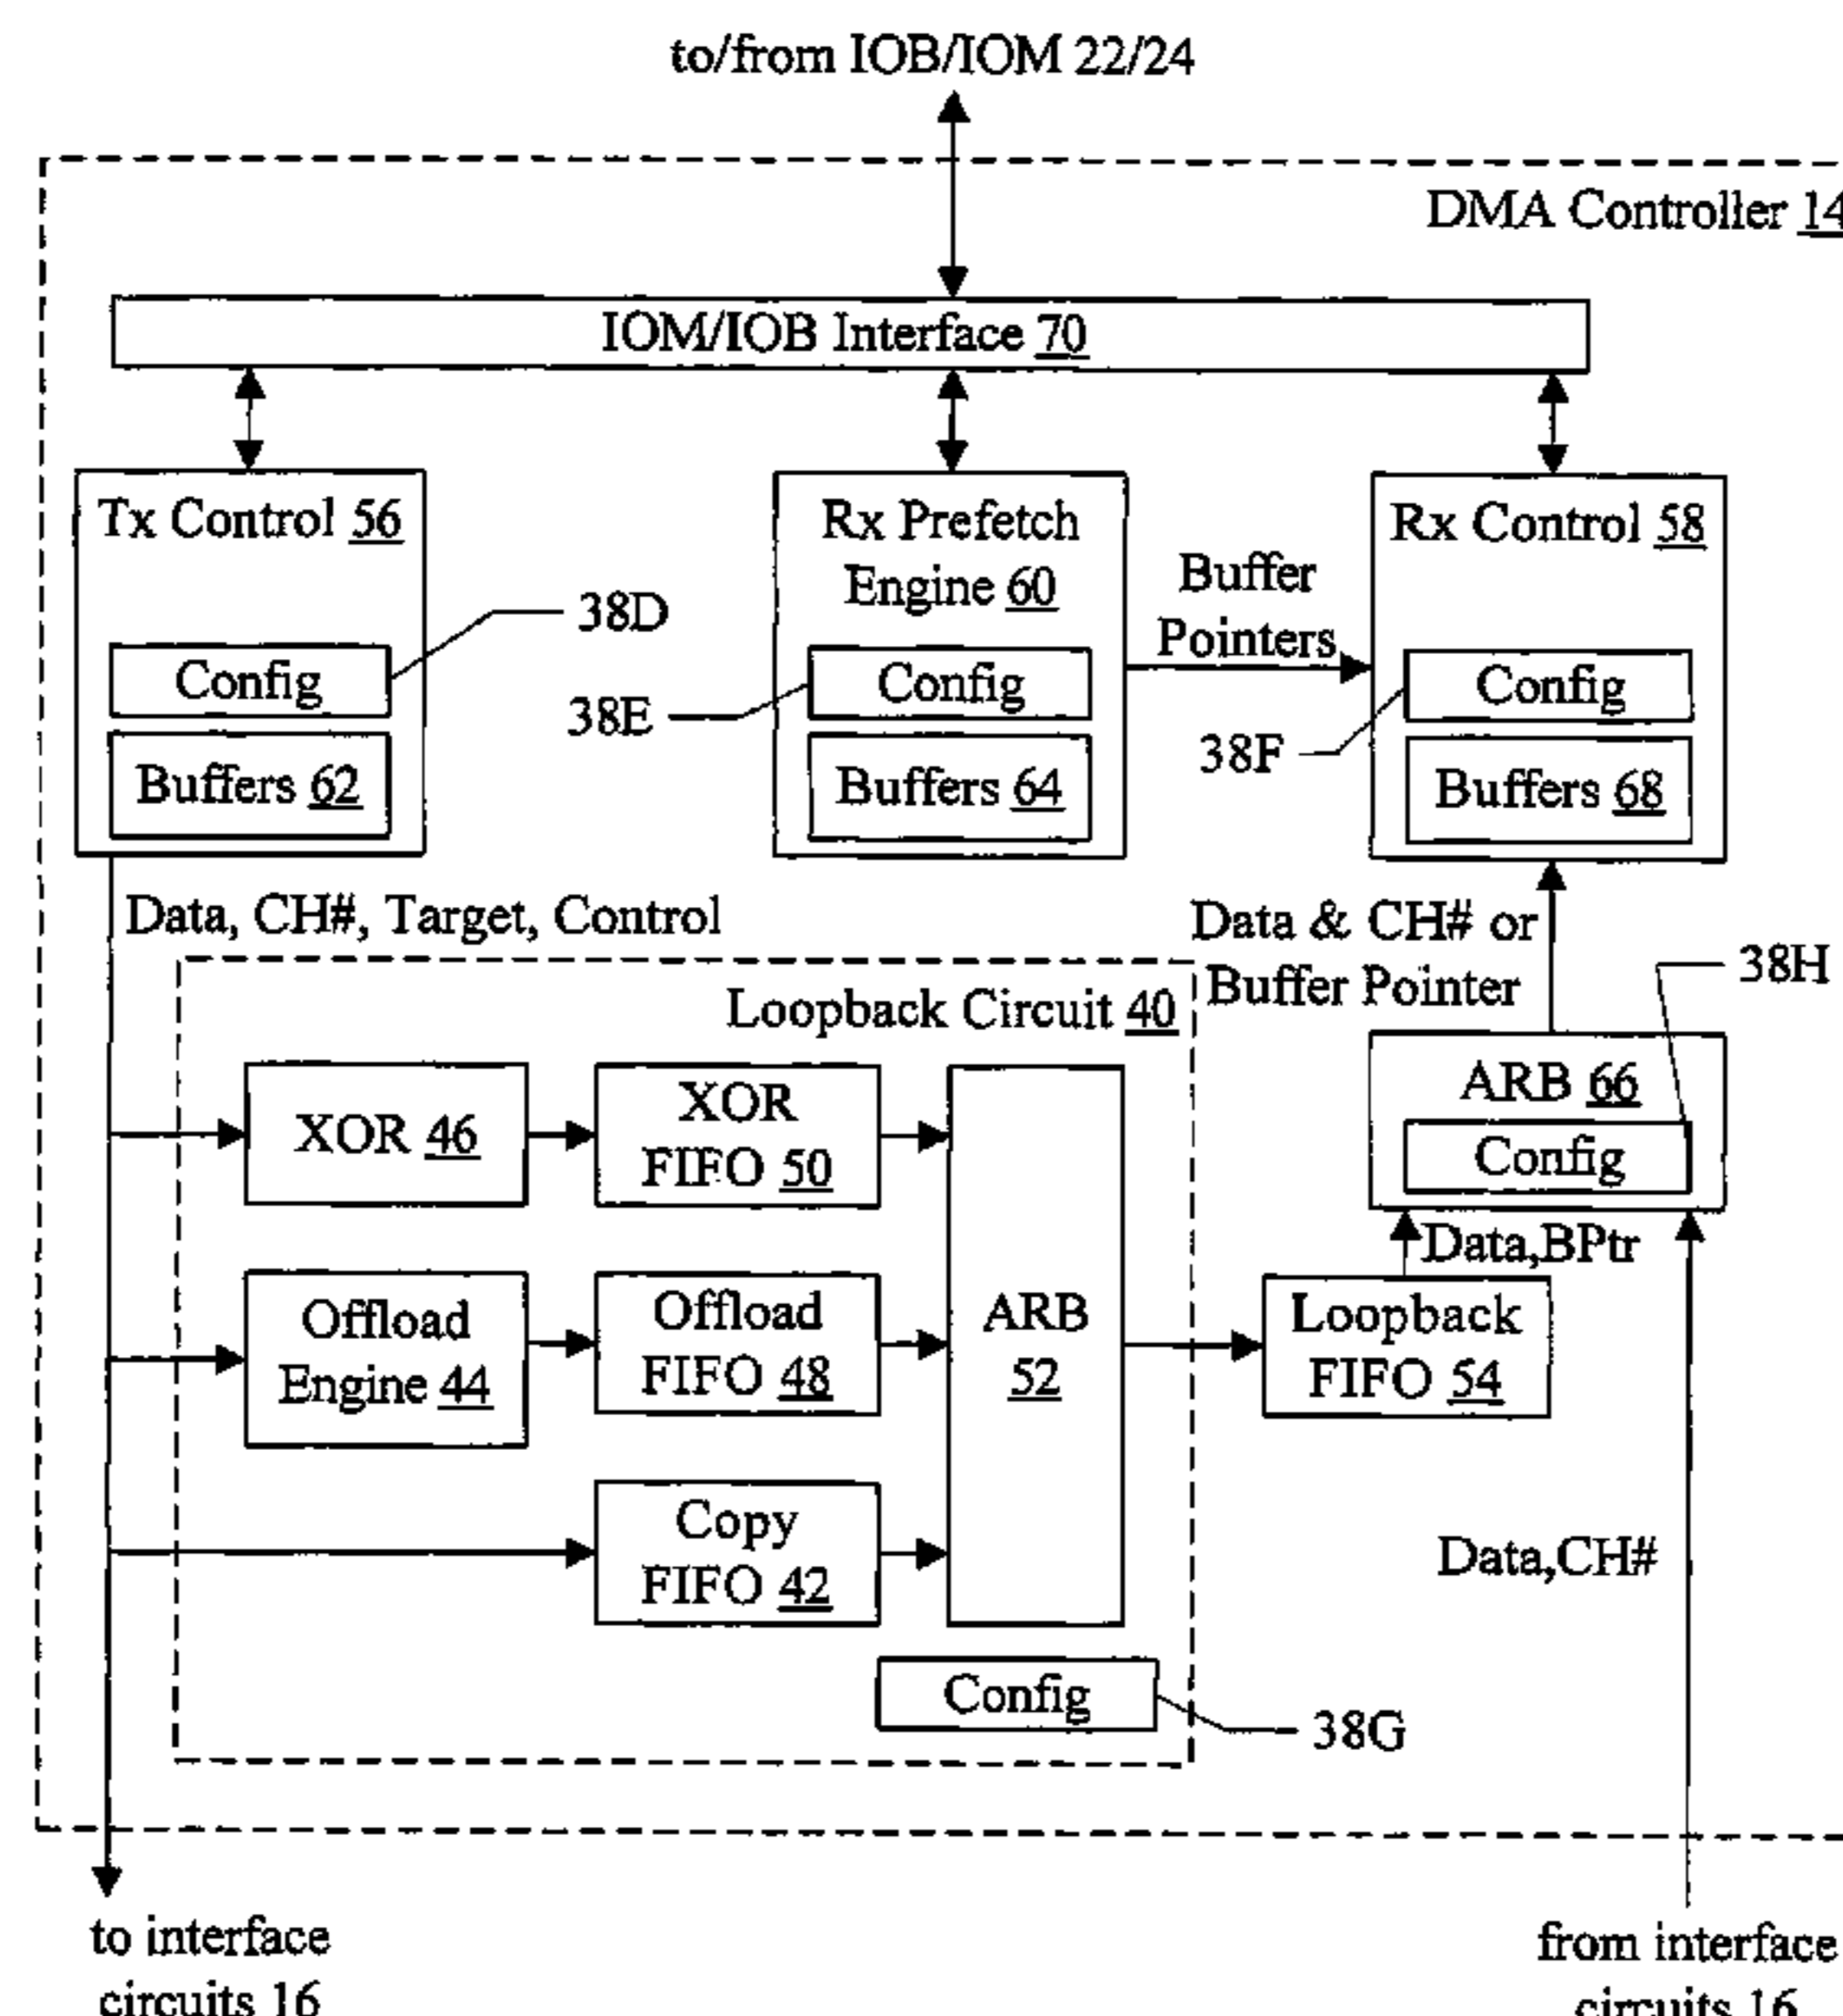 to/from IOB/IOM 22/24
DMA Controller 14
IOM/IOB Interface 70
Tx Control 56
Config
Buffers 62
38D
Rx Prefetch
Engine 60
Config
Buffers 64
38E
Buffer
Pointers
Rx Control 58
Config
Buffers 68
38F
Data, CH#, Target, Control
Data & CH# or
Buffer Pointer
38H
Loopback Circuit 40
ARB 66
Config
XOR 46
XOR
FIFO 50
Data,BPtr
Offload
Engine 44
Offload
FIFO 48
ARB
52
Loopback
FIFO 54
Copy
FIFO 42
Data,CH#
Config
38G
to interface
circuits 16
from interface
circuits 16